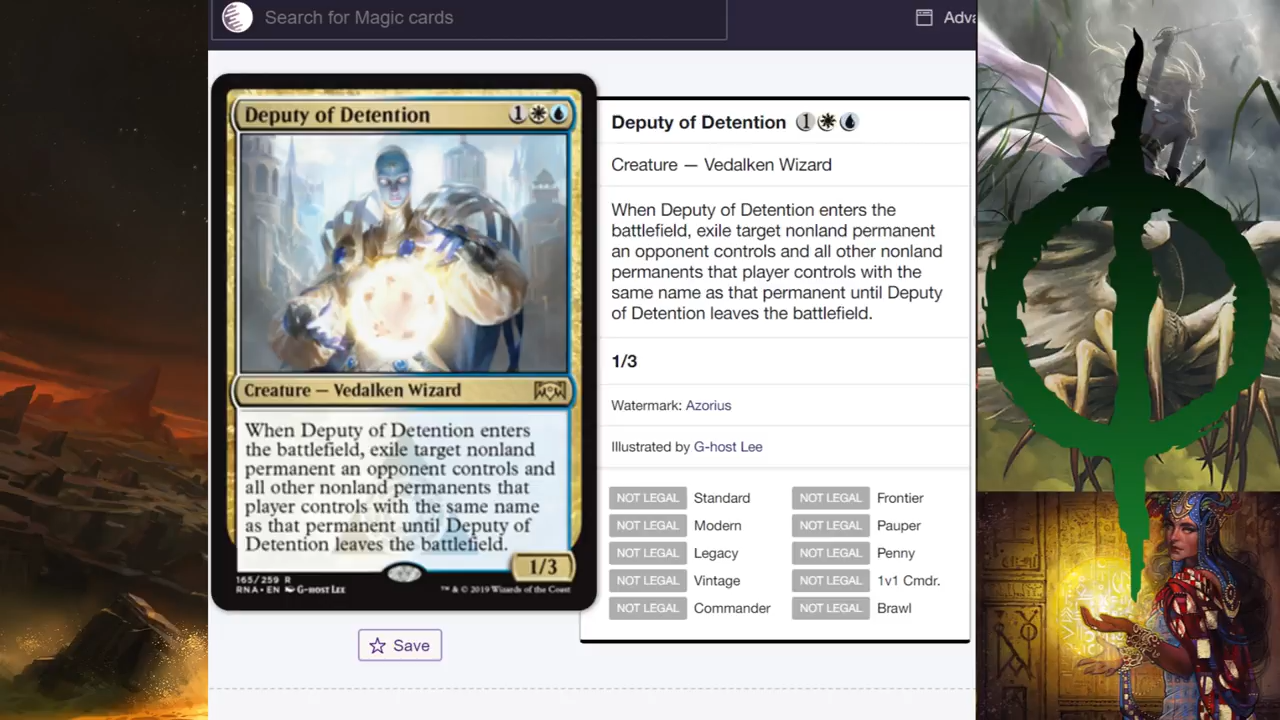 Search for Magic cards
Adva
Deputy of Detention 1
Creature — Vedalken Wizard
When Deputy of Detention enters
the battlefield, exile target nonland
permanent an opponent controls and
all other nonland permanents that
player controls with the same name
as that permanent until Deputy of
Detention leaves the battlefield.
1/3
165/259 R
RNA • EN G-HOST LEE
™ & © 2019 Wizards of the Coast
Save
Deputy of Detention 1
Creature — Vedalken Wizard
When Deputy of Detention enters the
battlefield, exile target nonland permanent
an opponent controls and all other nonland
permanents that player controls with the
same name as that permanent until Deputy
of Detention leaves the battlefield.
1/3
Watermark: Azorius
Illustrated by G-host Lee
NOT LEGAL Standard NOT LEGAL Frontier
NOT LEGAL Modern NOT LEGAL Pauper
NOT LEGAL Legacy NOT LEGAL Penny
NOT LEGAL Vintage NOT LEGAL 1v1 Cmdr.
NOT LEGAL Commander NOT LEGAL Brawl